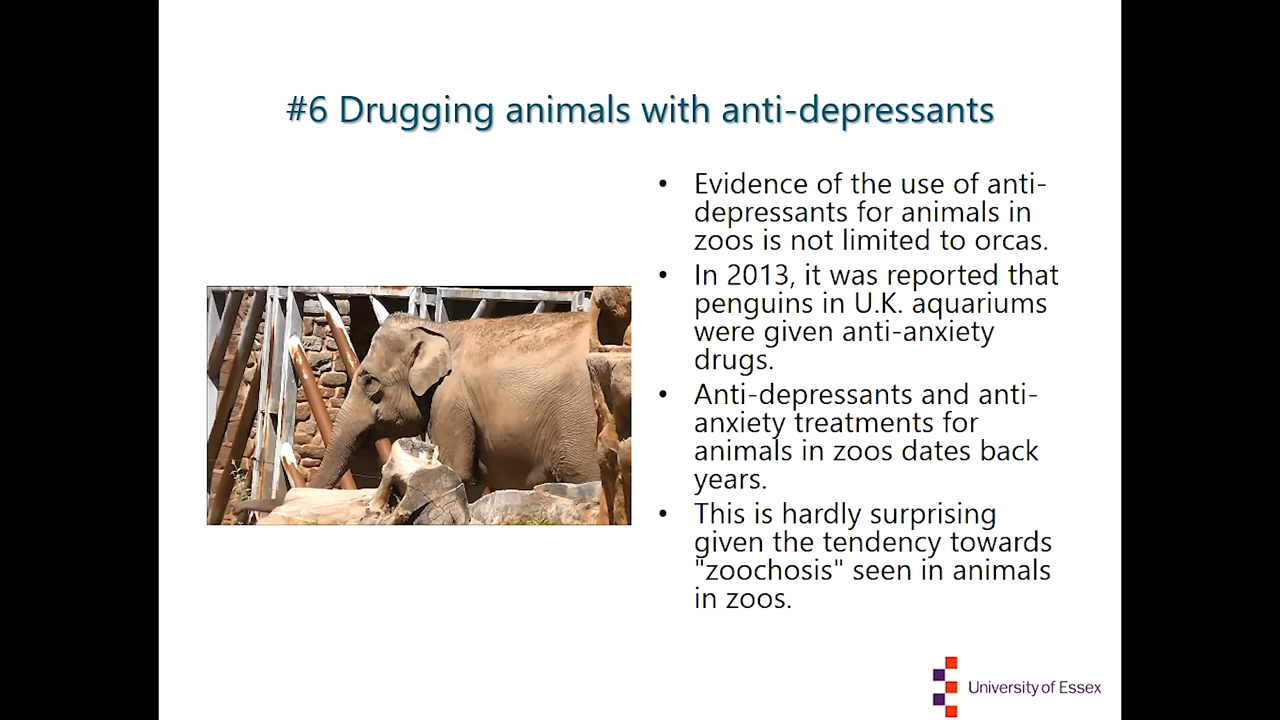 #6 Drugging animals with anti-depressants
• Evidence of the use of anti-
depressants for animals in
zoos is not limited to orcas.
• In 2013, it was reported that
penguins in U.K. aquariums
were given anti-anxiety
drugs.
• Anti-depressants and anti-
anxiety treatments for
animals in zoos dates back
years.
• This is hardly surprising
given the tendency towards
"zoochosis" seen in animals
in zoos.
University of Essex